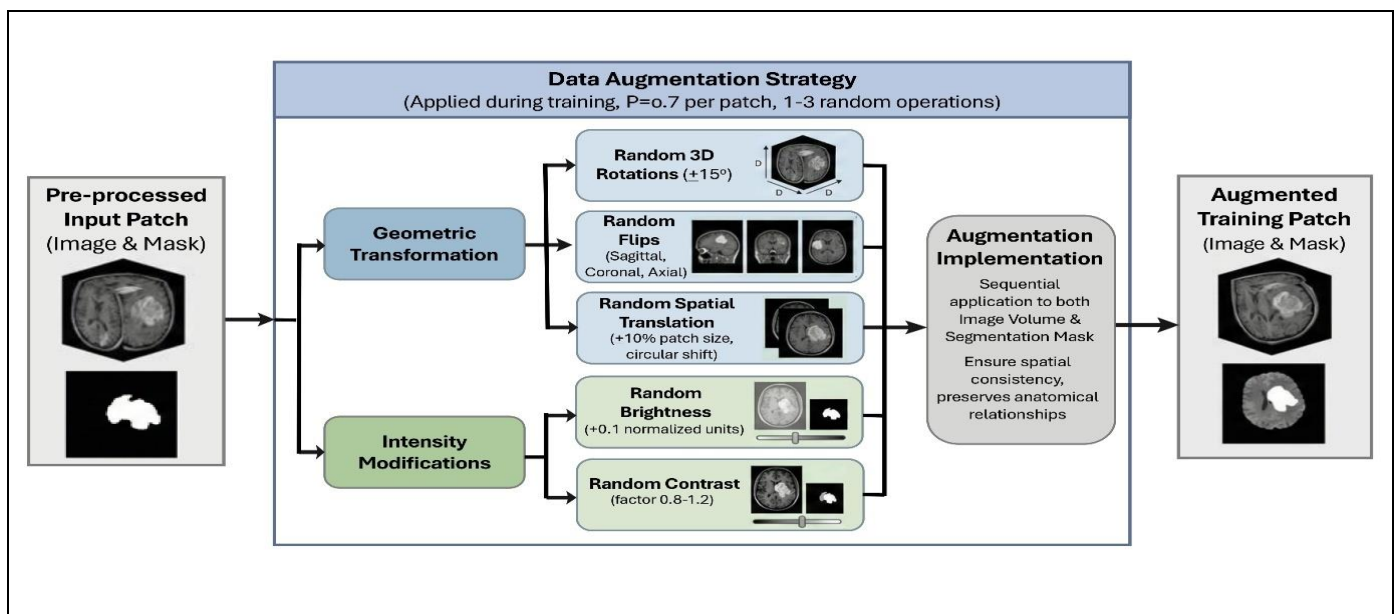 Data Augmentation Strategy
(Applied during training, P=o.7 per patch, 1-3 random operations)
Pre-processed
Input Patch
(Image & Mask)
Geometric
Transformation
Intensity
Modifications
Random 3D
Rotations (±15°)
D
D
D
Random
Flips
(Sagittal,
Coronal, Axial)
Random Spatial
Translation
(+10% patch size,
circular shift)
Random
Brightness
(+0.1 normalized units)
Random Contrast
(factor 0.8-1.2)
Augmentation
Implementation
Sequential
application to both
Image Volume &
Segmentation Mask
Ensure spatial
consistency,
preserves anatomical
relationships
Augmented
Training Patch
(Image & Mask)